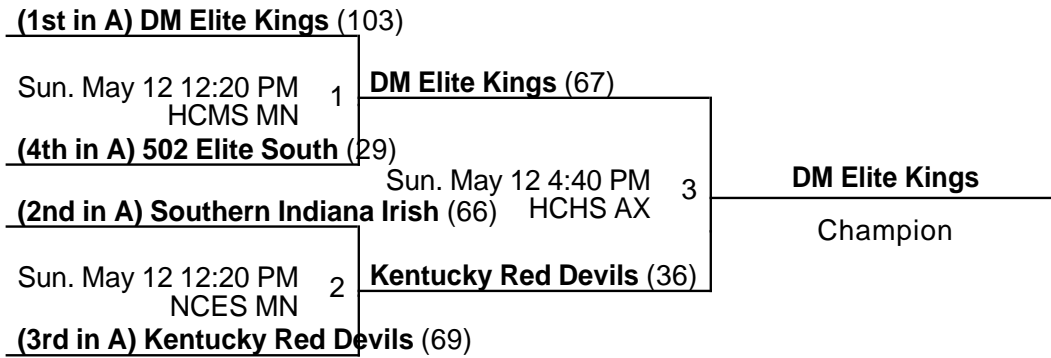 (1st in A) DM Elite Kings (103)
Sun. May 12 12:20 PM
HCMS MN
1
DM Elite Kings (67)
(4th in A) 502 Elite South (29)
Sun. May 12 4:40 PM
HCHS AX
3
DM Elite Kings
Champion
(2nd in A) Southern Indiana Irish (66)
Sun. May 12 12:20 PM
NCES MN
2
Kentucky Red Devils (36)
(3rd in A) Kentucky Red Devils (69)